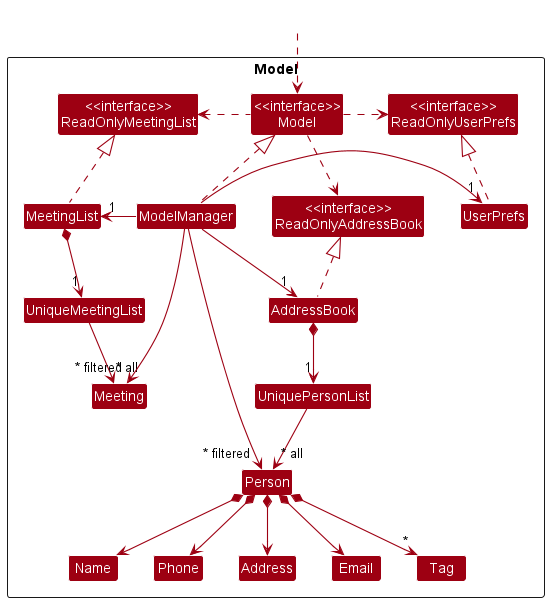 Model
<<interface>>
ReadOnlyMeetingList
<<interface>>
Model
<<interface>>
ReadOnlyUserPrefs
MeetingList
1
ModelManager
<<interface>>
ReadOnlyAddressBook
1
UserPrefs
1
UniqueMeetingList
1
AddressBook
* filtered
* all
Meeting
1
UniquePersonList
* filtered
* all
Person
*
Name
Phone
Address
Email
Tag